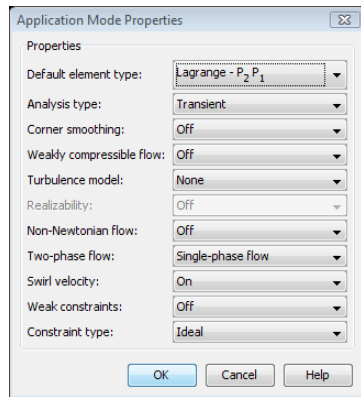 Application Mode Properties
Properties
Default element type: Lagrange - P₂ P₁
Analysis type: Transient
Corner smoothing: Off
Weakly compressible flow: Off
Turbulence model: None
Realizability: Off
Non-Newtonian flow: Off
Two-phase flow: Single-phase flow
Swirl velocity: On
Weak constraints: Off
Constraint type: Ideal
OK Cancel Help